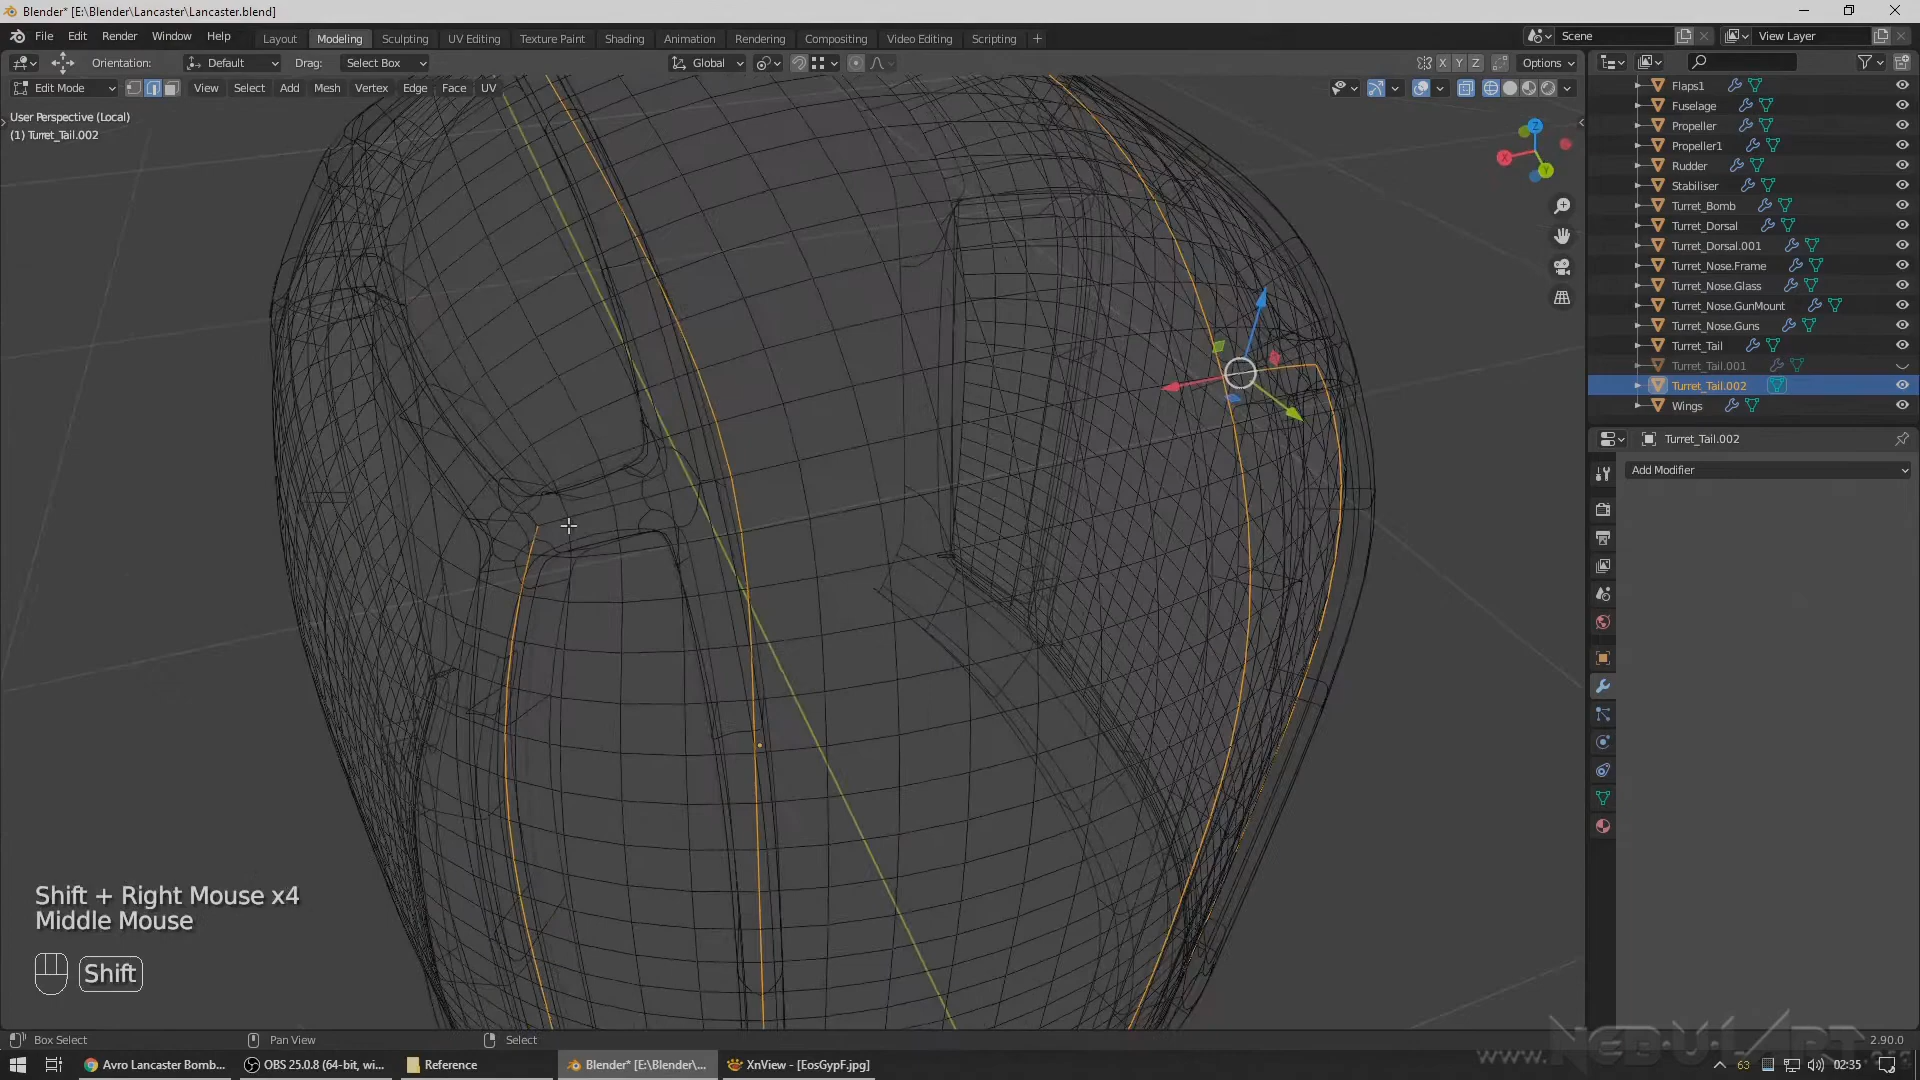 Blender* [E:\Blender\Lancaster\Lancaster.blend]
File Edit Render Window Help
Layout Modeling Sculpting UV Editing Texture Paint Shading Animation Rendering Compositing Video Editing Scripting +
Scene
View Layer
Orientation: Default Drag: Select Box
Global
X Y Z Options
Edit Mode View Select Add Mesh Vertex Edge Face UV
User Perspective (Local)
(1) Turret_Tail.002
Z
X
Y
Flaps1
Fuselage
Propeller
Propeller1
Rudder
Stabiliser
Turret_Bomb
Turret_Dorsal
Turret_Dorsal.001
Turret_Nose.Frame
Turret_Nose.Glass
Turret_Nose.GunMount
Turret_Nose.Guns
Turret_Tail
Turret_Tail.001
Turret_Tail.002
Wings
Turret_Tail.002
Add Modifier
Shift + Right Mouse x4
Middle Mouse
Shift
Box Select Pan View Select
2.90.0
Avro Lancaster Bomb...
OBS 25.0.8 (64-bit, wi...
Reference
Blender* [E:\Blender\...
XnView - [EosGypF.jpg]
63
02:35